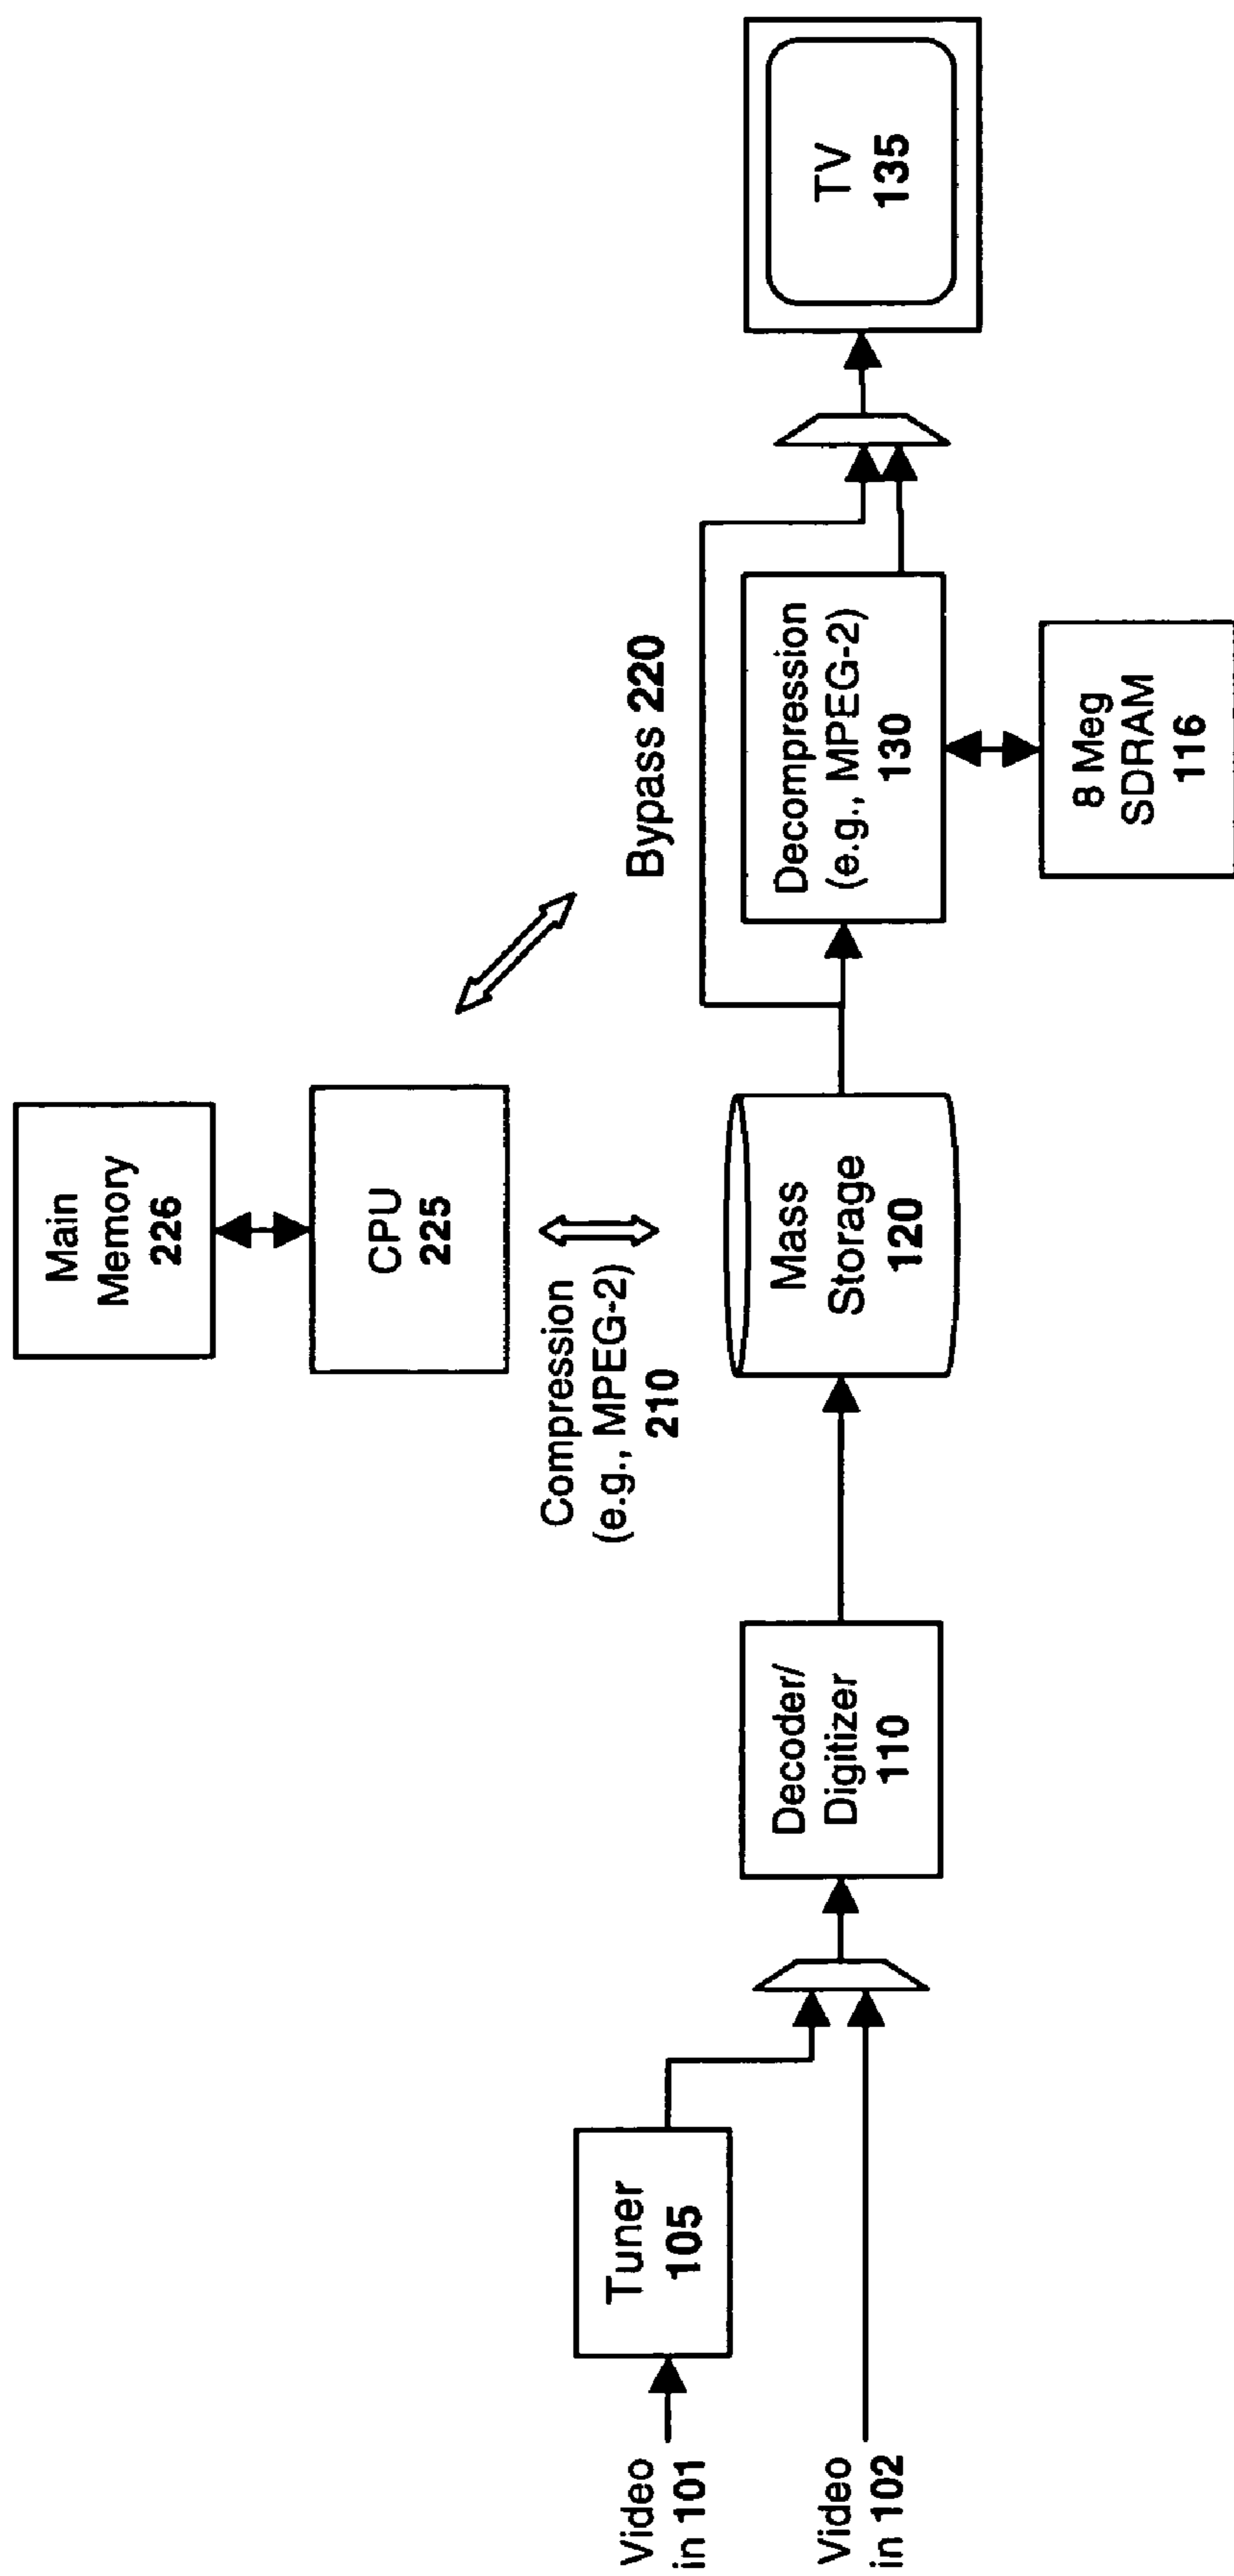 Main
Memory
226
CPU
225
Compression
(e.g., MPEG-2)
210
Bypass 220
Tuner
105
Video
in 101
Video
in 102
Decoder/
Digitizer
110
Mass
Storage
120
Decompression
(e.g., MPEG-2)
130
8 Meg
SDRAM
116
TV
135